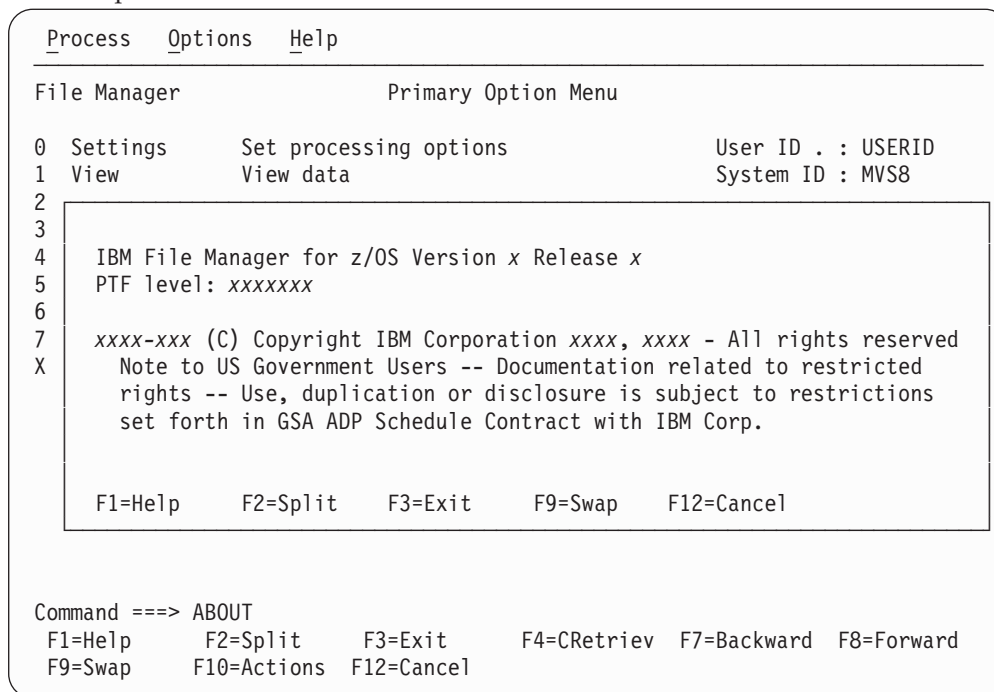 Process Options Help
File Manager Primary Option Menu
0 Settings Set processing options User ID . : USERID
1 View View data System ID : MVS8
2
3
4 IBM File Manager for z/OS Version x Release x
5 PTF level: xxxxxxx
6
7 xxxx-xxx (C) Copyright IBM Corporation xxxx, xxxx - All rights reserved
X Note to US Government Users -- Documentation related to restricted
rights -- Use, duplication or disclosure is subject to restrictions
set forth in GSA ADP Schedule Contract with IBM Corp.
F1=Help F2=Split F3=Exit F9=Swap F12=Cancel
Command ===> ABOUT
F1=Help F2=Split F3=Exit F4=CRetriev F7=Backward F8=Forward
F9=Swap F10=Actions F12=Cancel